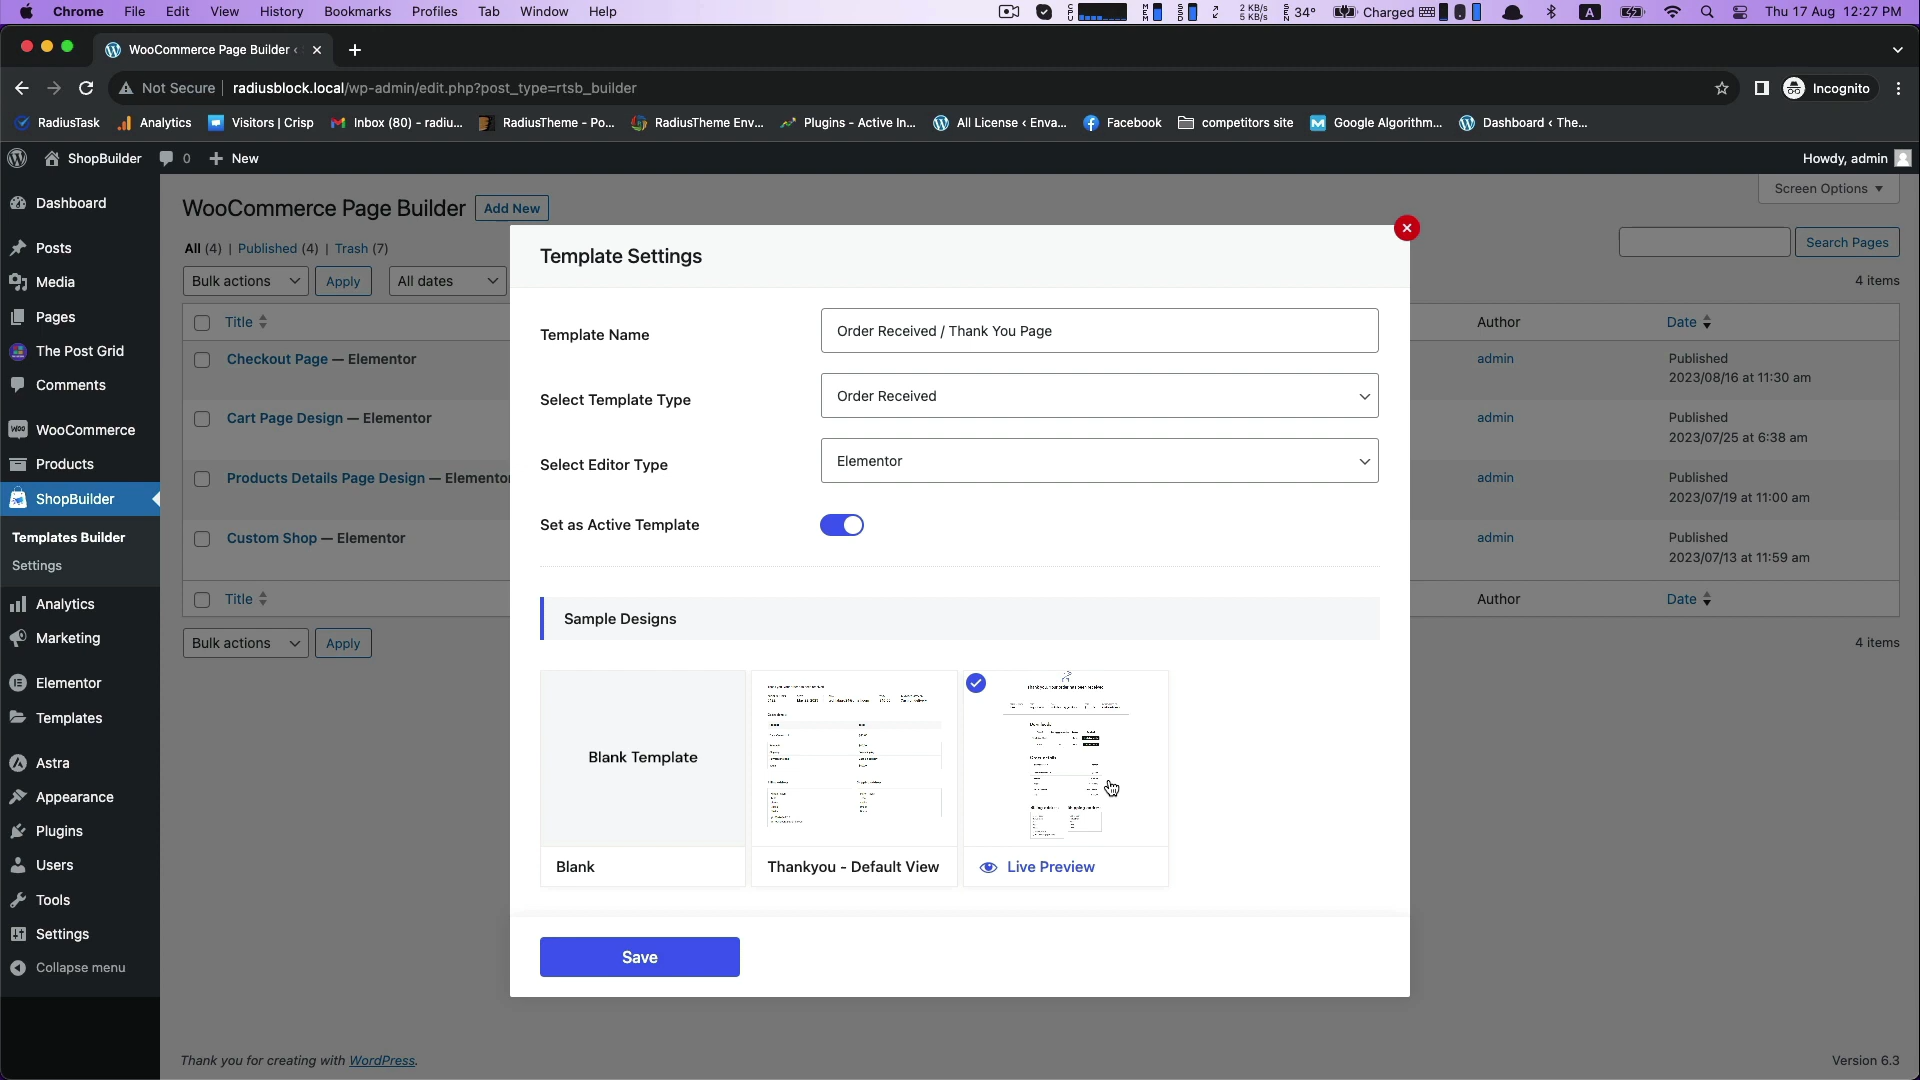 Chrome File Edit View History Bookmarks Profiles Tab Window Help
2 KB/s
5 KB/s
34° Charged A Thu 17 Aug 12:27 PM
WooCommerce Page Builder ‹
Not Secure radiusblock.local/wp-admin/edit.php?post_type=rtsb_builder Incognito
RadiusTask Analytics Visitors | Crisp Inbox (80) - radiu... RadiusTheme - Po... RadiusTheme Env... Plugins - Active In... All License ‹ Enva... Facebook competitors site Google Algorithm... Dashboard ‹ The...
ShopBuilder 0 New Howdy, admin
Screen Options
Dashboard
Posts
Media
Pages
The Post Grid
Comments
WooCommerce
Products
ShopBuilder
Templates Builder
Settings
Analytics
Marketing
Elementor
Templates
Astra
Appearance
Plugins
Users
Tools
Settings
Collapse menu
WooCommerce Page Builder Add New
All (4) | Published (4) | Trash (7)
Search Pages
Bulk actions Apply All dates
4 items
Title Author Date
Checkout Page — Elementor admin Published
2023/08/16 at 11:30 am
Cart Page Design — Elementor admin Published
2023/07/25 at 6:38 am
Products Details Page Design — Elemento admin Published
2023/07/19 at 11:00 am
Custom Shop — Elementor admin Published
2023/07/13 at 11:59 am
Title Author Date
Bulk actions Apply
4 items
Template Settings
Template Name Order Received / Thank You Page
Select Template Type Order Received
Select Editor Type Elementor
Set as Active Template
Sample Designs
Blank Template
Blank
Thankyou - Default View
Live Preview
Save
Thank you for creating with WordPress.
Version 6.3